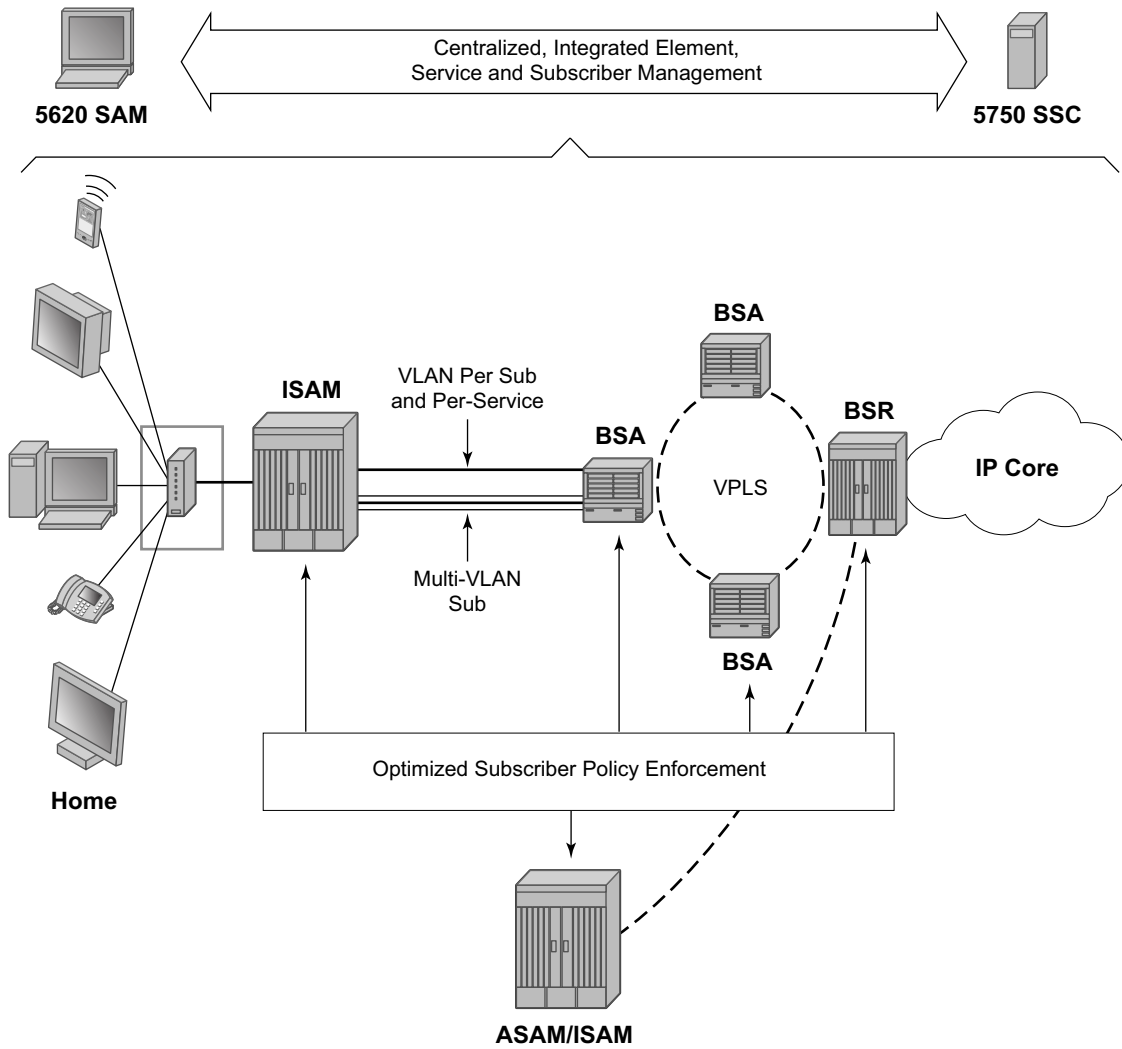 Centralized, Integrated Element,
Service and Subscriber Management
5620 SAM
5750 SSC
BSA
ISAM
VLAN Per Sub
and Per-Service
BSA
BSR
IP Core
VPLS
Multi-VLAN
Sub
BSA
Optimized Subscriber Policy Enforcement
Home
ASAM/ISAM